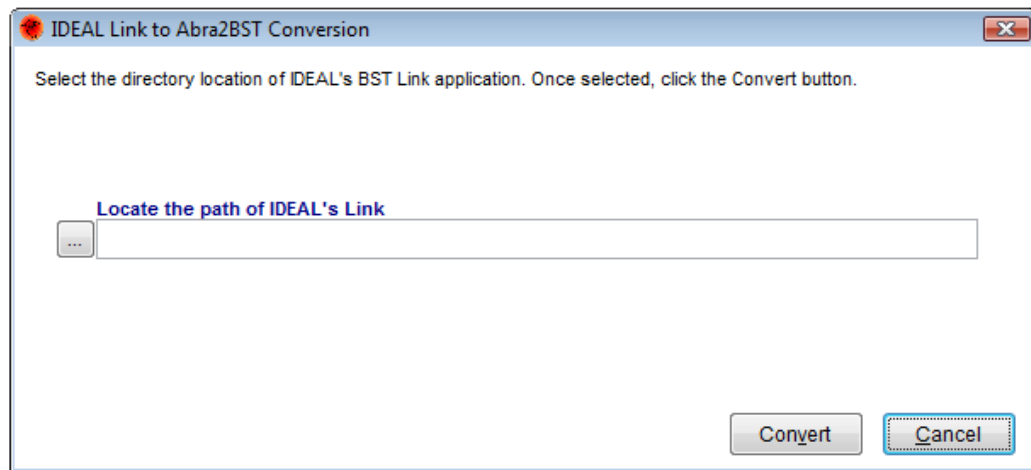 IDEAL Link to Abra2BST Conversion
Select the directory location of IDEAL's BST Link application. Once selected, click the Convert button.
Locate the path of IDEAL's Link
...
Convert Cancel